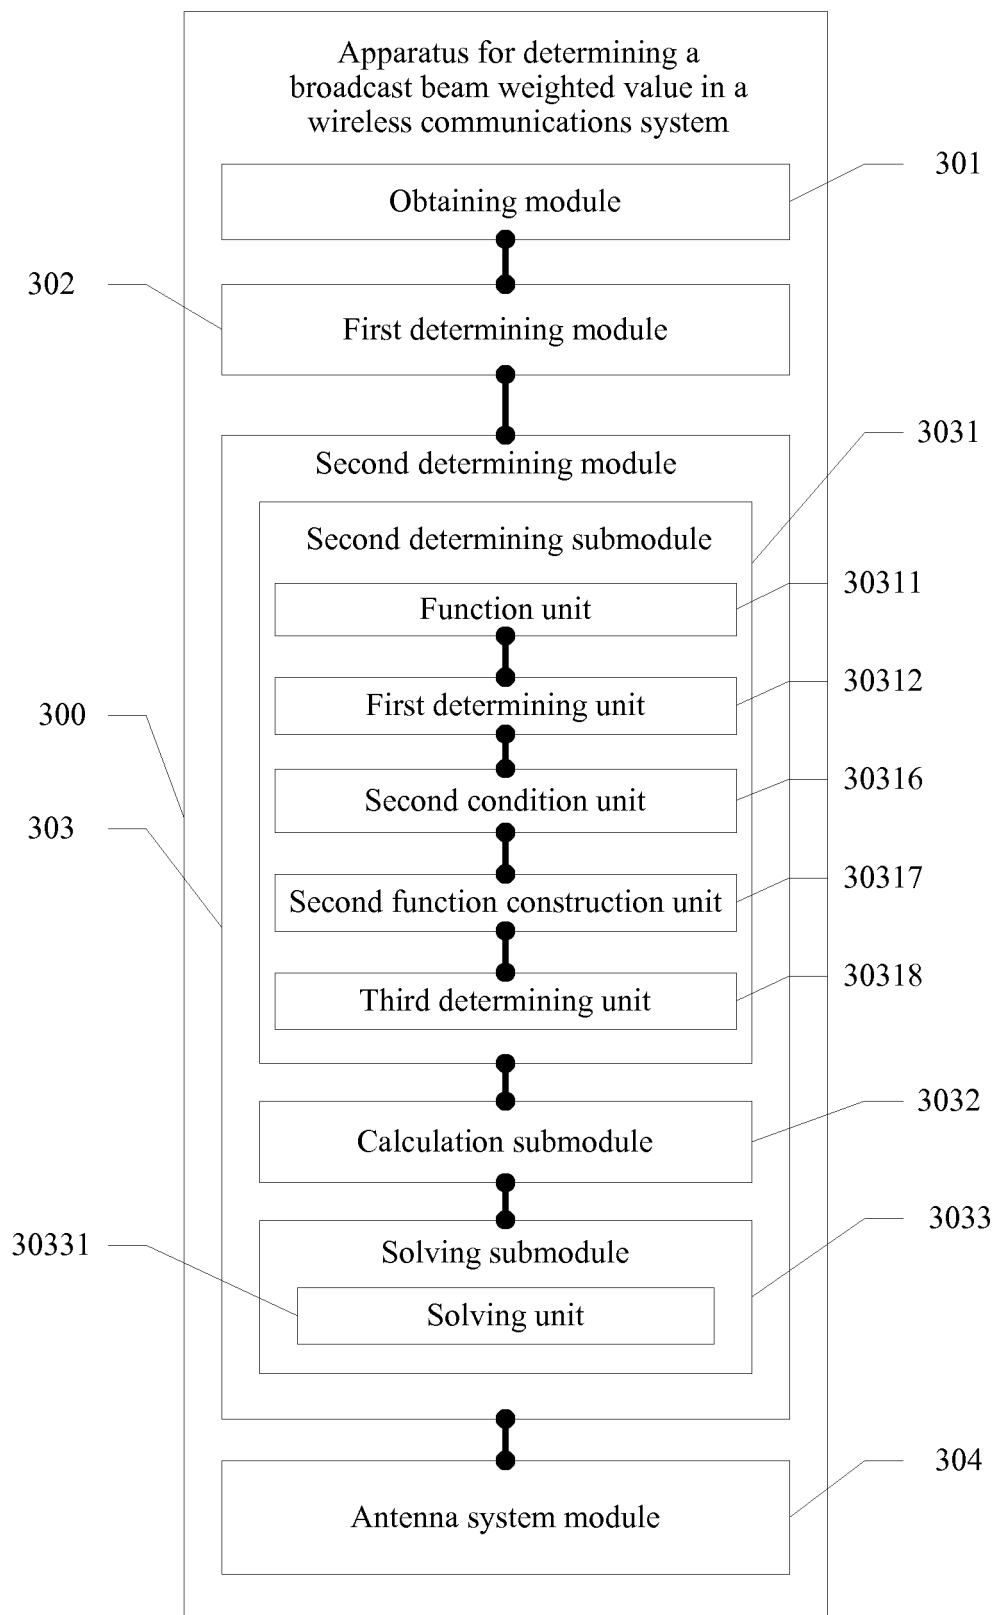 Apparatus for determining a
broadcast beam weighted value in a
wireless communications system
301
Obtaining module
302
First determining module
3031
Second determining module
Second determining submodule
30311
Function unit
30312
First determining unit
300
30316
Second condition unit
303
30317
Second function construction unit
30318
Third determining unit
3032
Calculation submodule
3033
30331
Solving submodule
Solving unit
304
Antenna system module